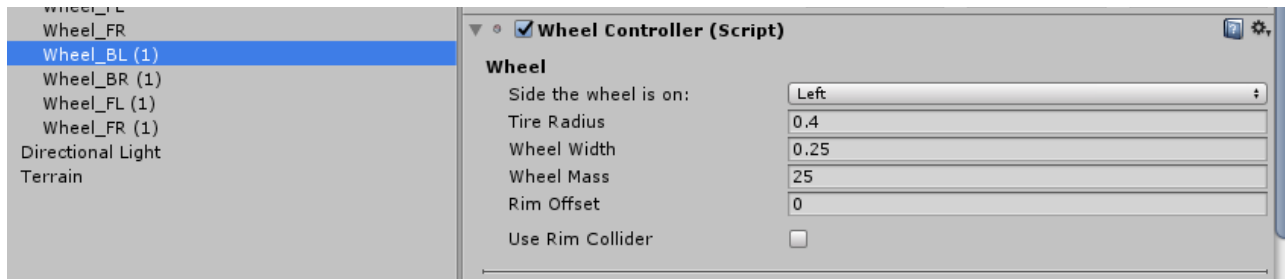 Wheel_FL
Wheel_FR
Wheel_BL (1)
Wheel_BR (1)
Wheel_FL (1)
Wheel_FR (1)
Directional Light
Terrain
Wheel Controller (Script)
Wheel
Side the wheel is on: Left
Tire Radius 0.4
Wheel Width 0.25
Wheel Mass 25
Rim Offset 0
Use Rim Collider